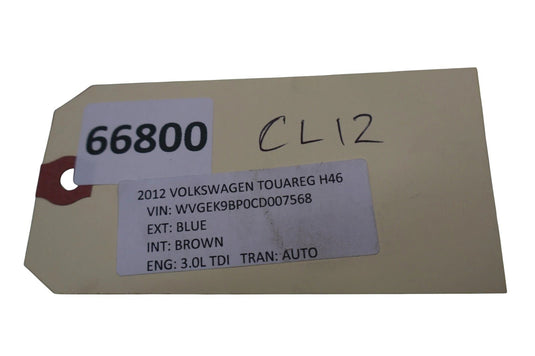 66800
CL12
2012 VOLKSWAGEN TOUAREG H46
VIN: WVGEK9BP0CD007568
EXT: BLUE
INT: BROWN
ENG: 3.0L TDI TRAN: AUTO